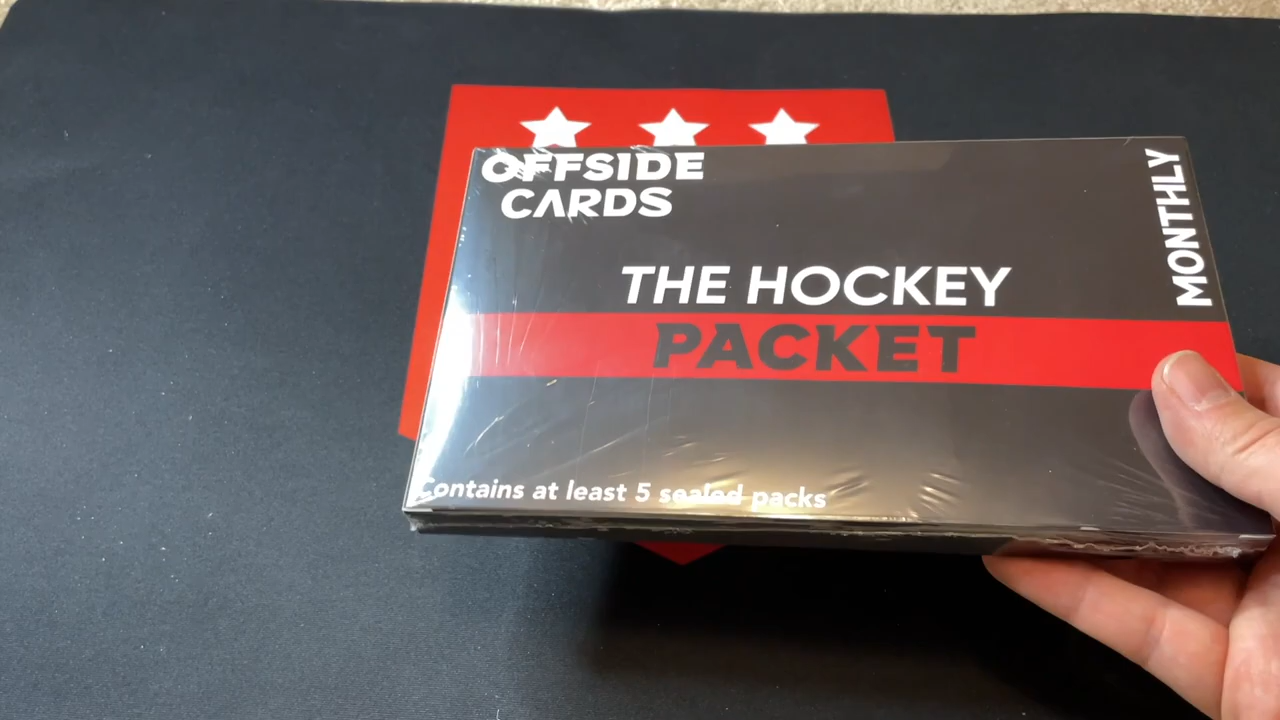 OFFSIDE
CARDS
MONTHLY
THE HOCKEY
PACKET
Contains at least 5 sealed packs